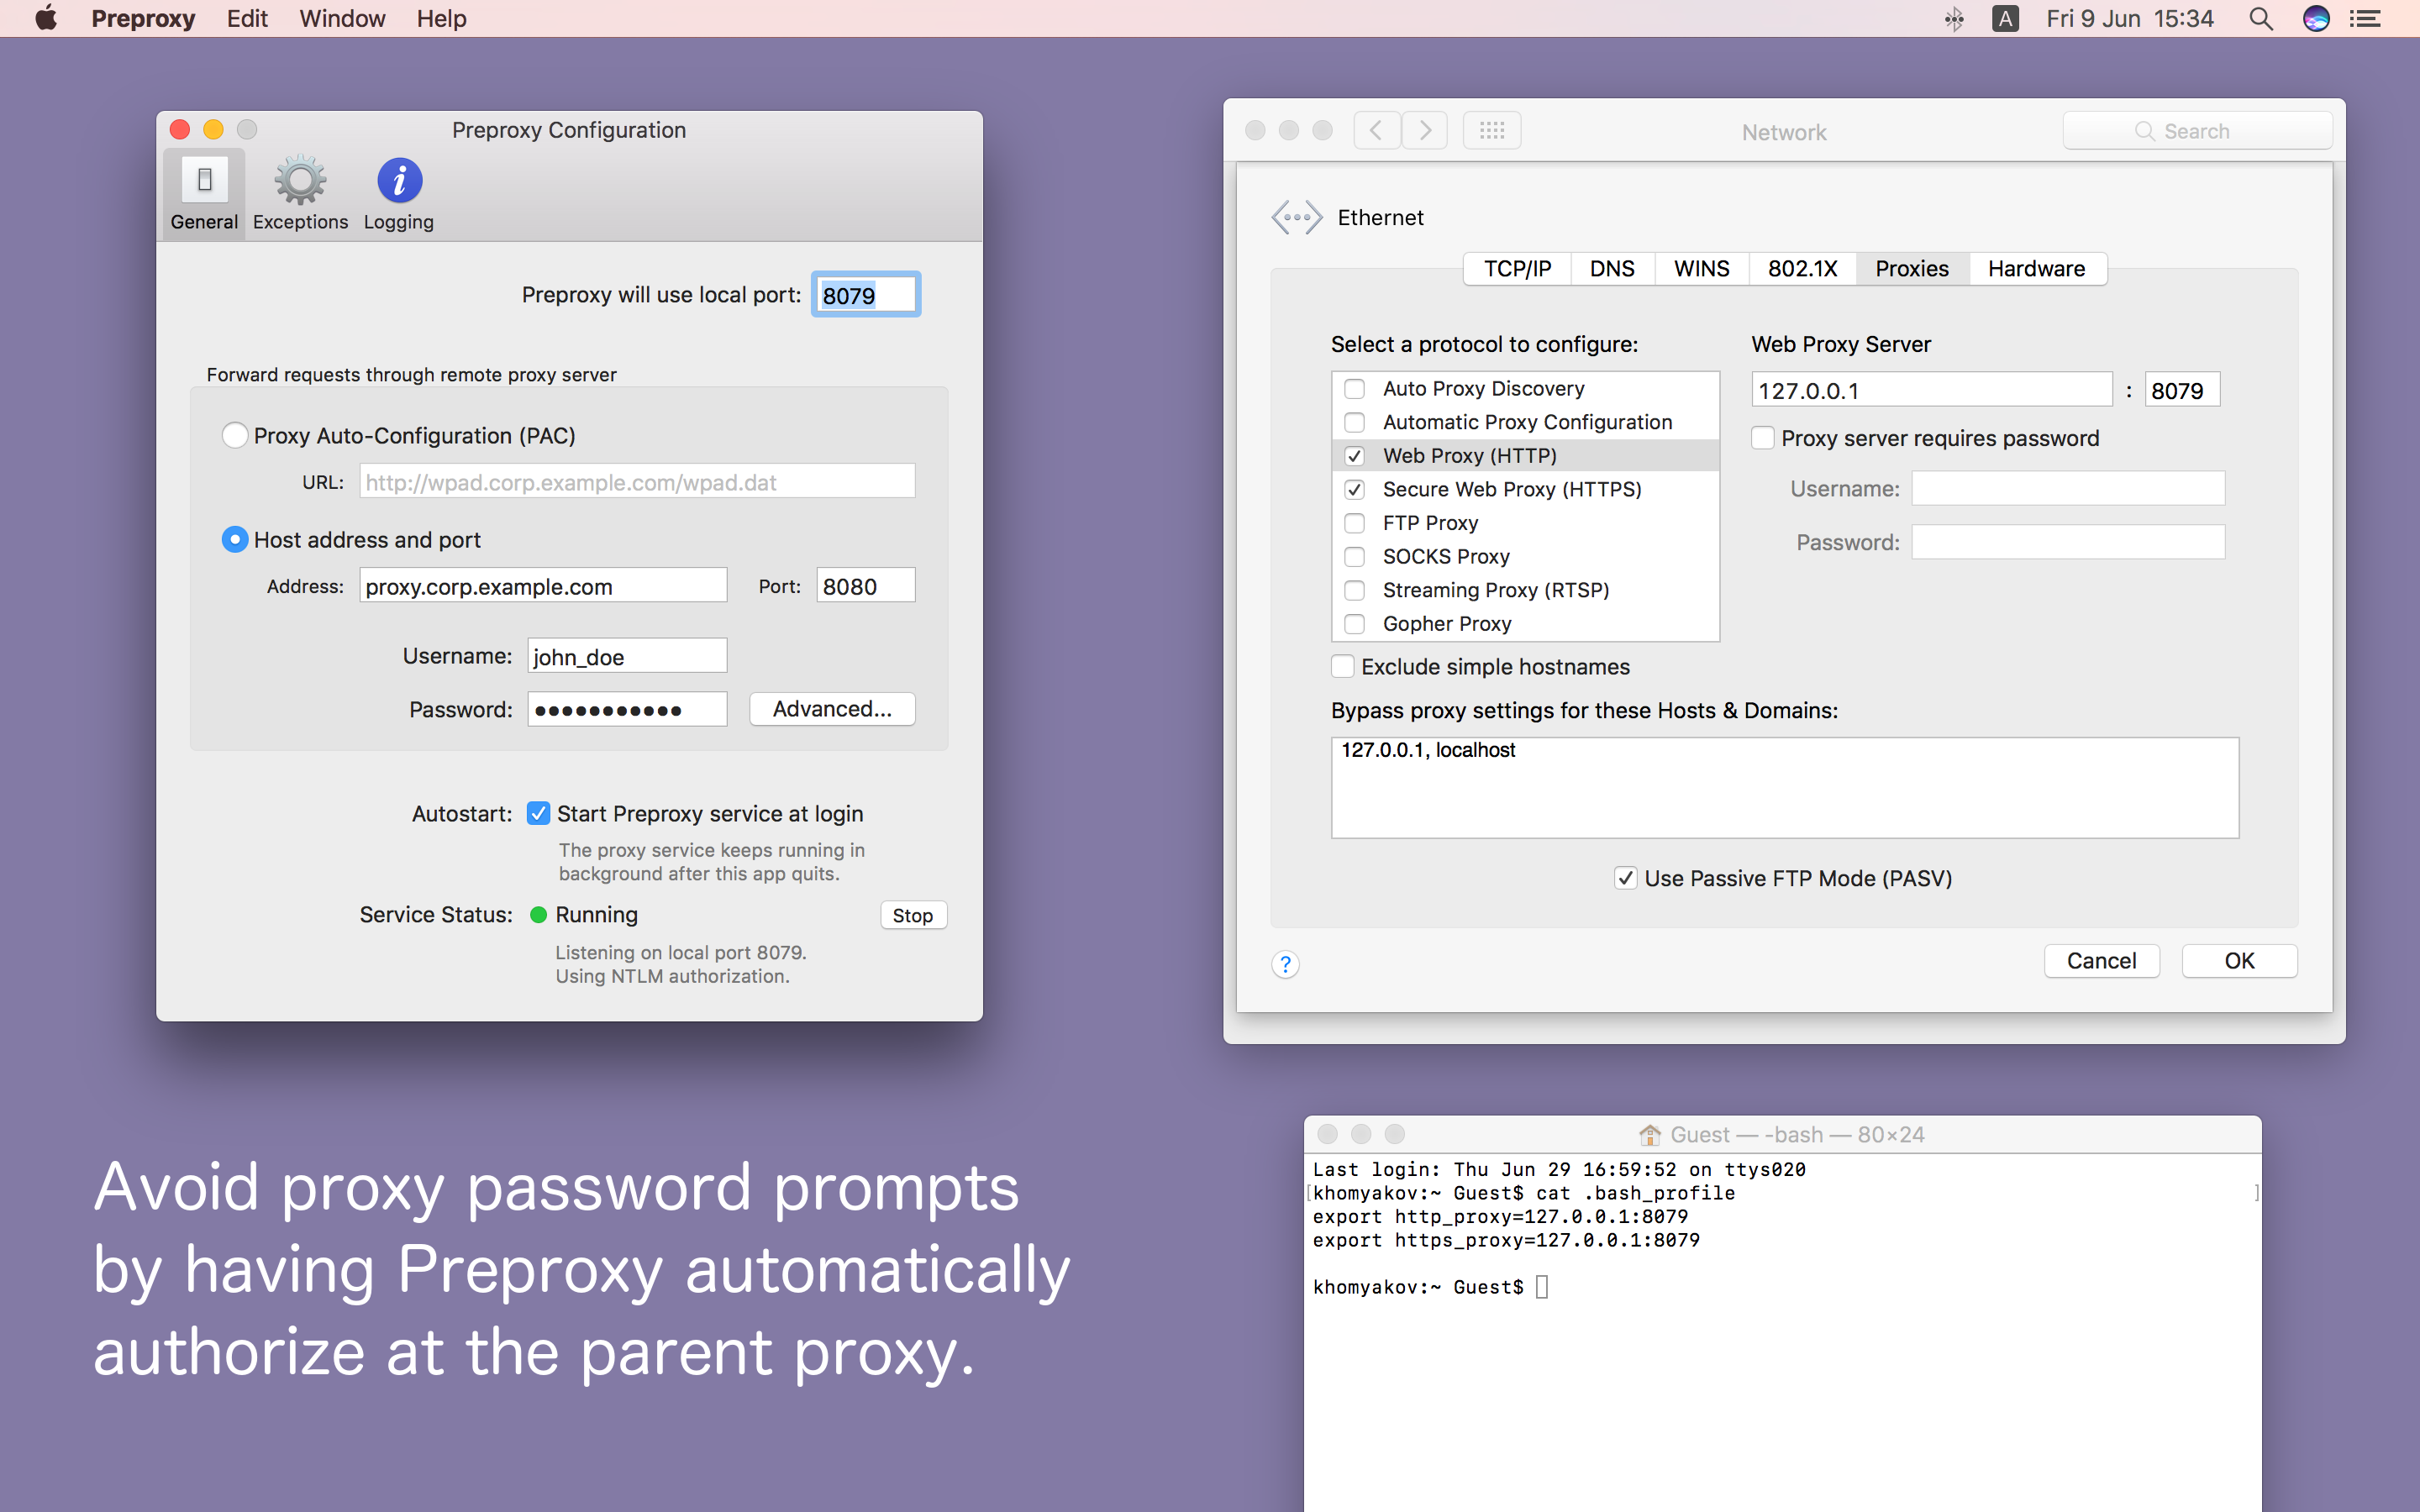 Preproxy Edit Window Help
A Fri 9 Jun 15:34
Preproxy Configuration
General Exceptions Logging
Preproxy will use local port: 8079
Forward requests through remote proxy server
Proxy Auto-Configuration (PAC)
URL: http://wpad.corp.example.com/wpad.dat
Host address and port
Address: proxy.corp.example.com Port: 8080
Username: john_doe
Password: ●●●●●●●●●●● Advanced...
Autostart: Start Preproxy service at login
The proxy service keeps running in
background after this app quits.
Service Status: Running Stop
Listening on local port 8079.
Using NTLM authorization.
Network
Search
Ethernet
TCP/IP DNS WINS 802.1X Proxies Hardware
Select a protocol to configure:
Auto Proxy Discovery
Automatic Proxy Configuration
Web Proxy (HTTP)
Secure Web Proxy (HTTPS)
FTP Proxy
SOCKS Proxy
Streaming Proxy (RTSP)
Gopher Proxy
Web Proxy Server
127.0.0.1 : 8079
Proxy server requires password
Username:
Password:
Exclude simple hostnames
Bypass proxy settings for these Hosts & Domains:
127.0.0.1, localhost
Use Passive FTP Mode (PASV)
? Cancel OK
Avoid proxy password prompts
by having Preproxy automatically
authorize at the parent proxy.
Guest — -bash — 80×24
Last login: Thu Jun 29 16:59:52 on ttys020
[khomyakov:~ Guest$ cat .bash_profile ]
export http_proxy=127.0.0.1:8079
export https_proxy=127.0.0.1:8079
khomyakov:~ Guest$